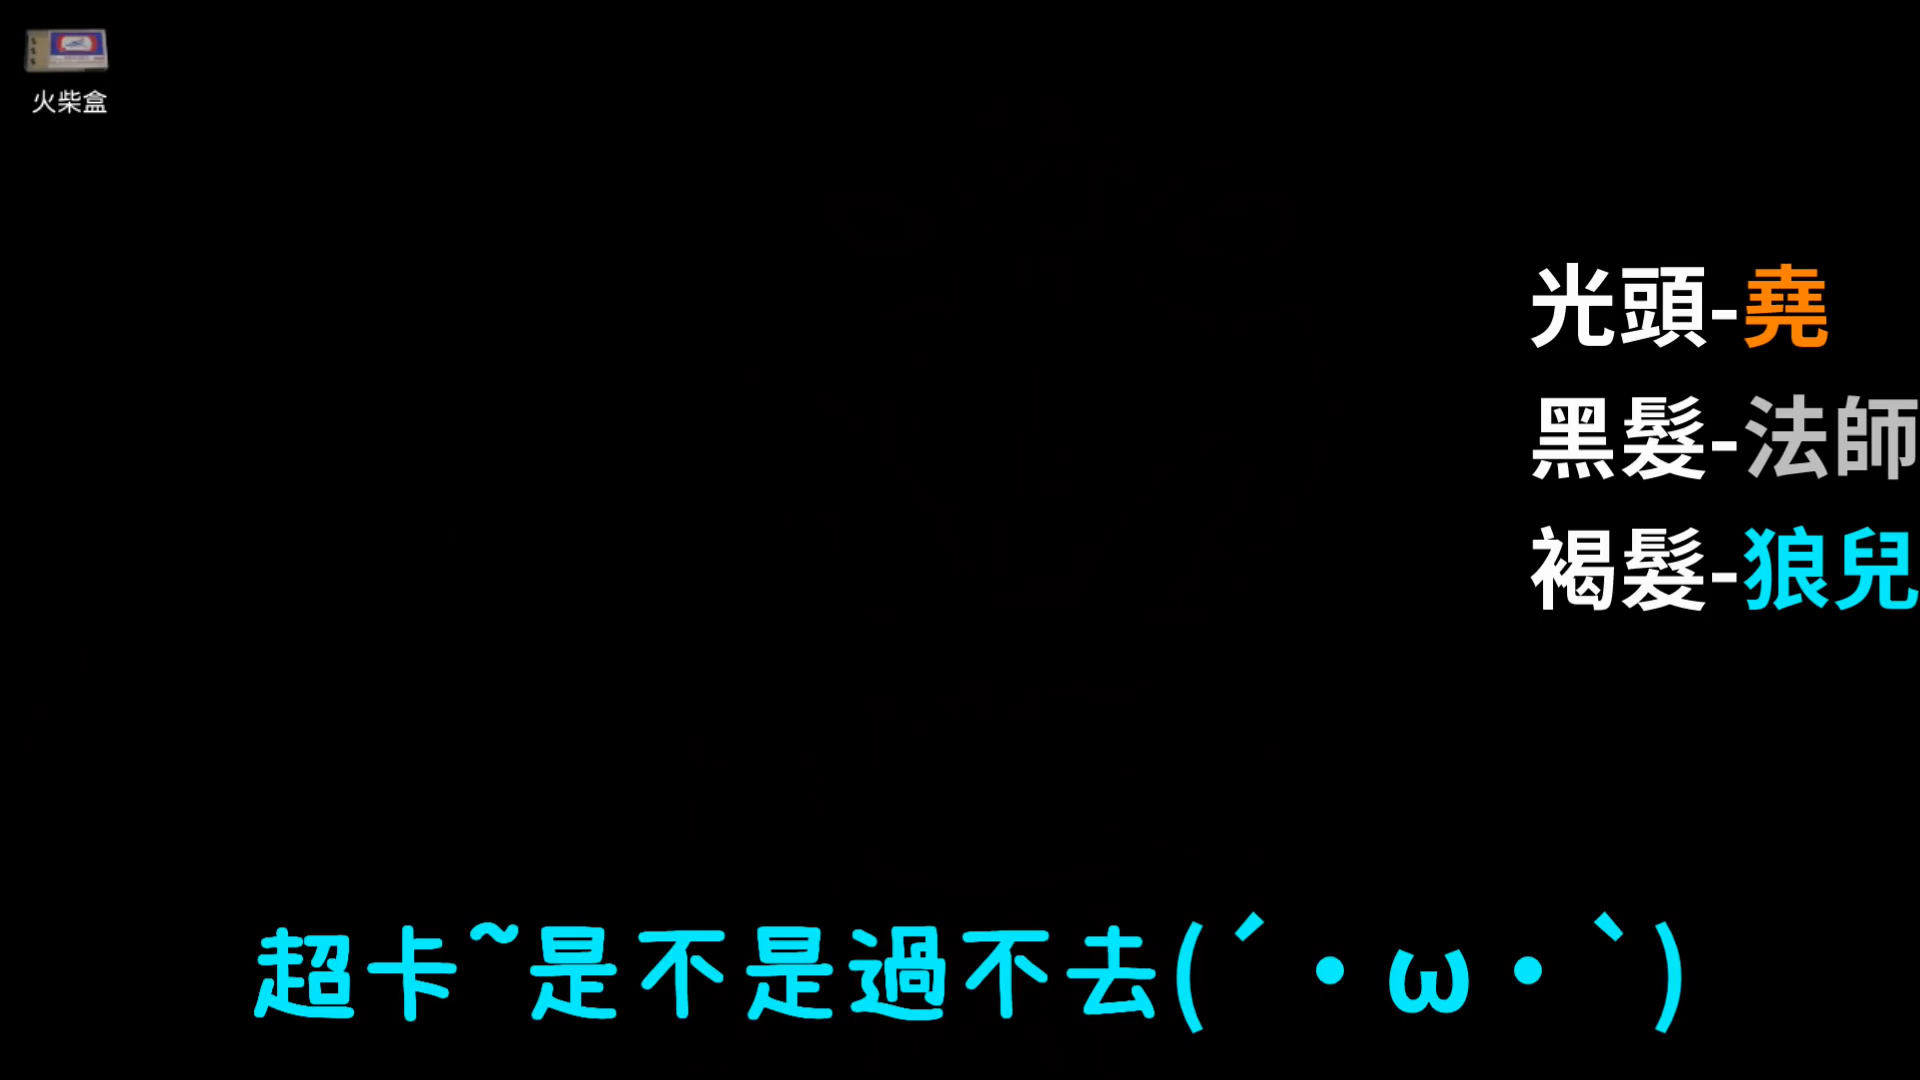 火柴盒
光頭-堯
黑髮-法師
褐髮-狼兒
超卡~是不是過不去(´・ω・`)